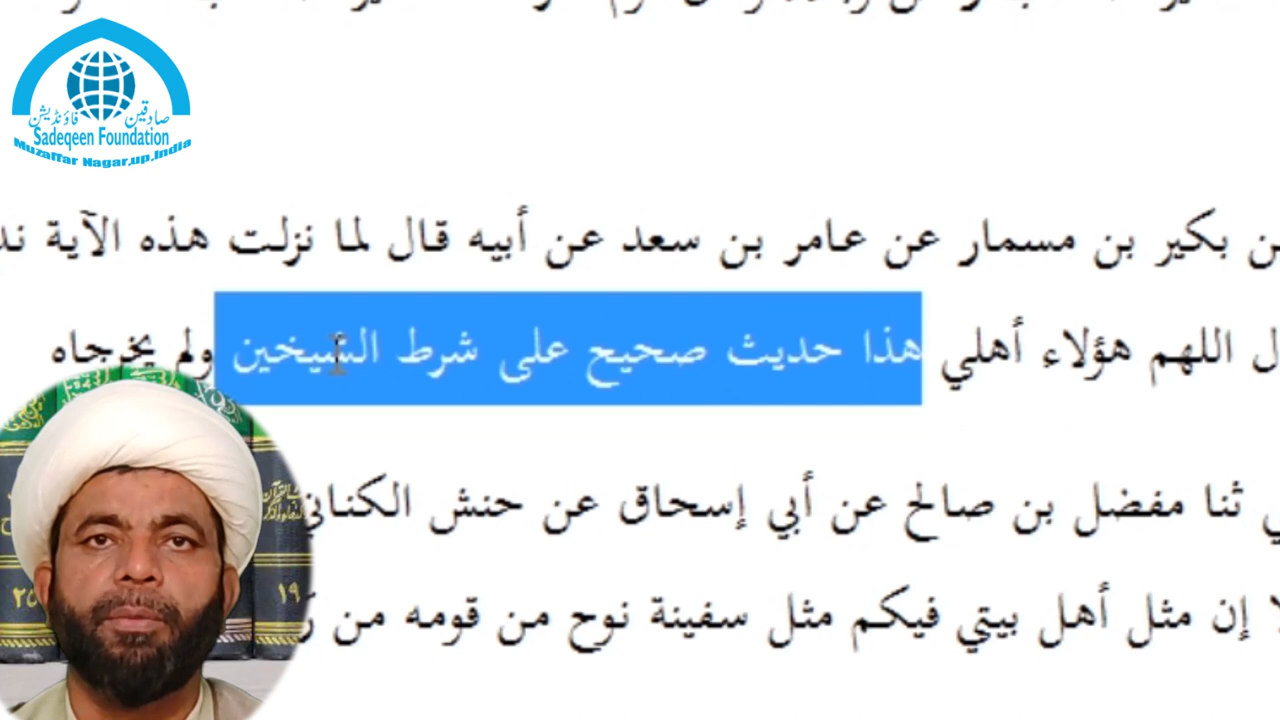 صادقین فاؤنڈیشن
Sadeqeen Foundation
Muzaffar Nagar,up,India
بكير بن مسمار عن عامر بن سعد عن أبيه قال لما نزلت هذه الآية
اللهم هؤلاء أهلي هذا حديث صحيح على شرط الشيخين ولم يخرجاه
ثنا مفضل بن صالح عن أبي إسحاق عن حنش الكناني
إن مثل أهل بيتي فيكم مثل سفينة نوح من قومه من
١٩